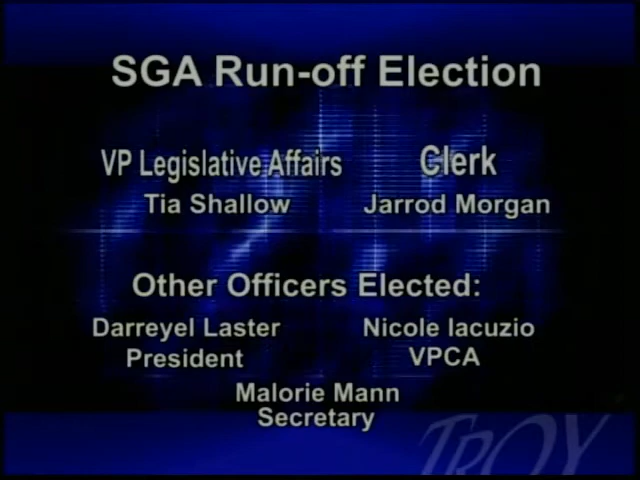 SGA Run-off Election
VP Legislative Affairs
Clerk
Tia Shallow
Jarrod Morgan
Other Officers Elected:
Darreyel Laster
Nicole Iacuzio
President
VPCA
Malorie Mann
Secretary
TROY